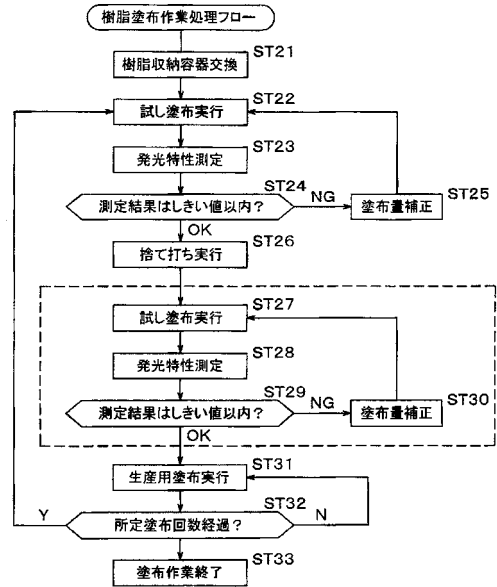 樹脂塗布作業処理フロー
ST21
樹脂収納容器交換
ST22
試し塗布実行
ST23
発光特性測定
ST24
測定結果はしきい値以内?
NG
ST25
塗布量補正
OK
ST26
捨て打ち実行
ST27
試し塗布実行
ST28
発光特性測定
ST29
測定結果はしきい値以内?
NG
ST30
塗布量補正
OK
ST31
生産用塗布実行
ST32
Y
所定塗布回数経過?
N
ST33
塗布作業終了